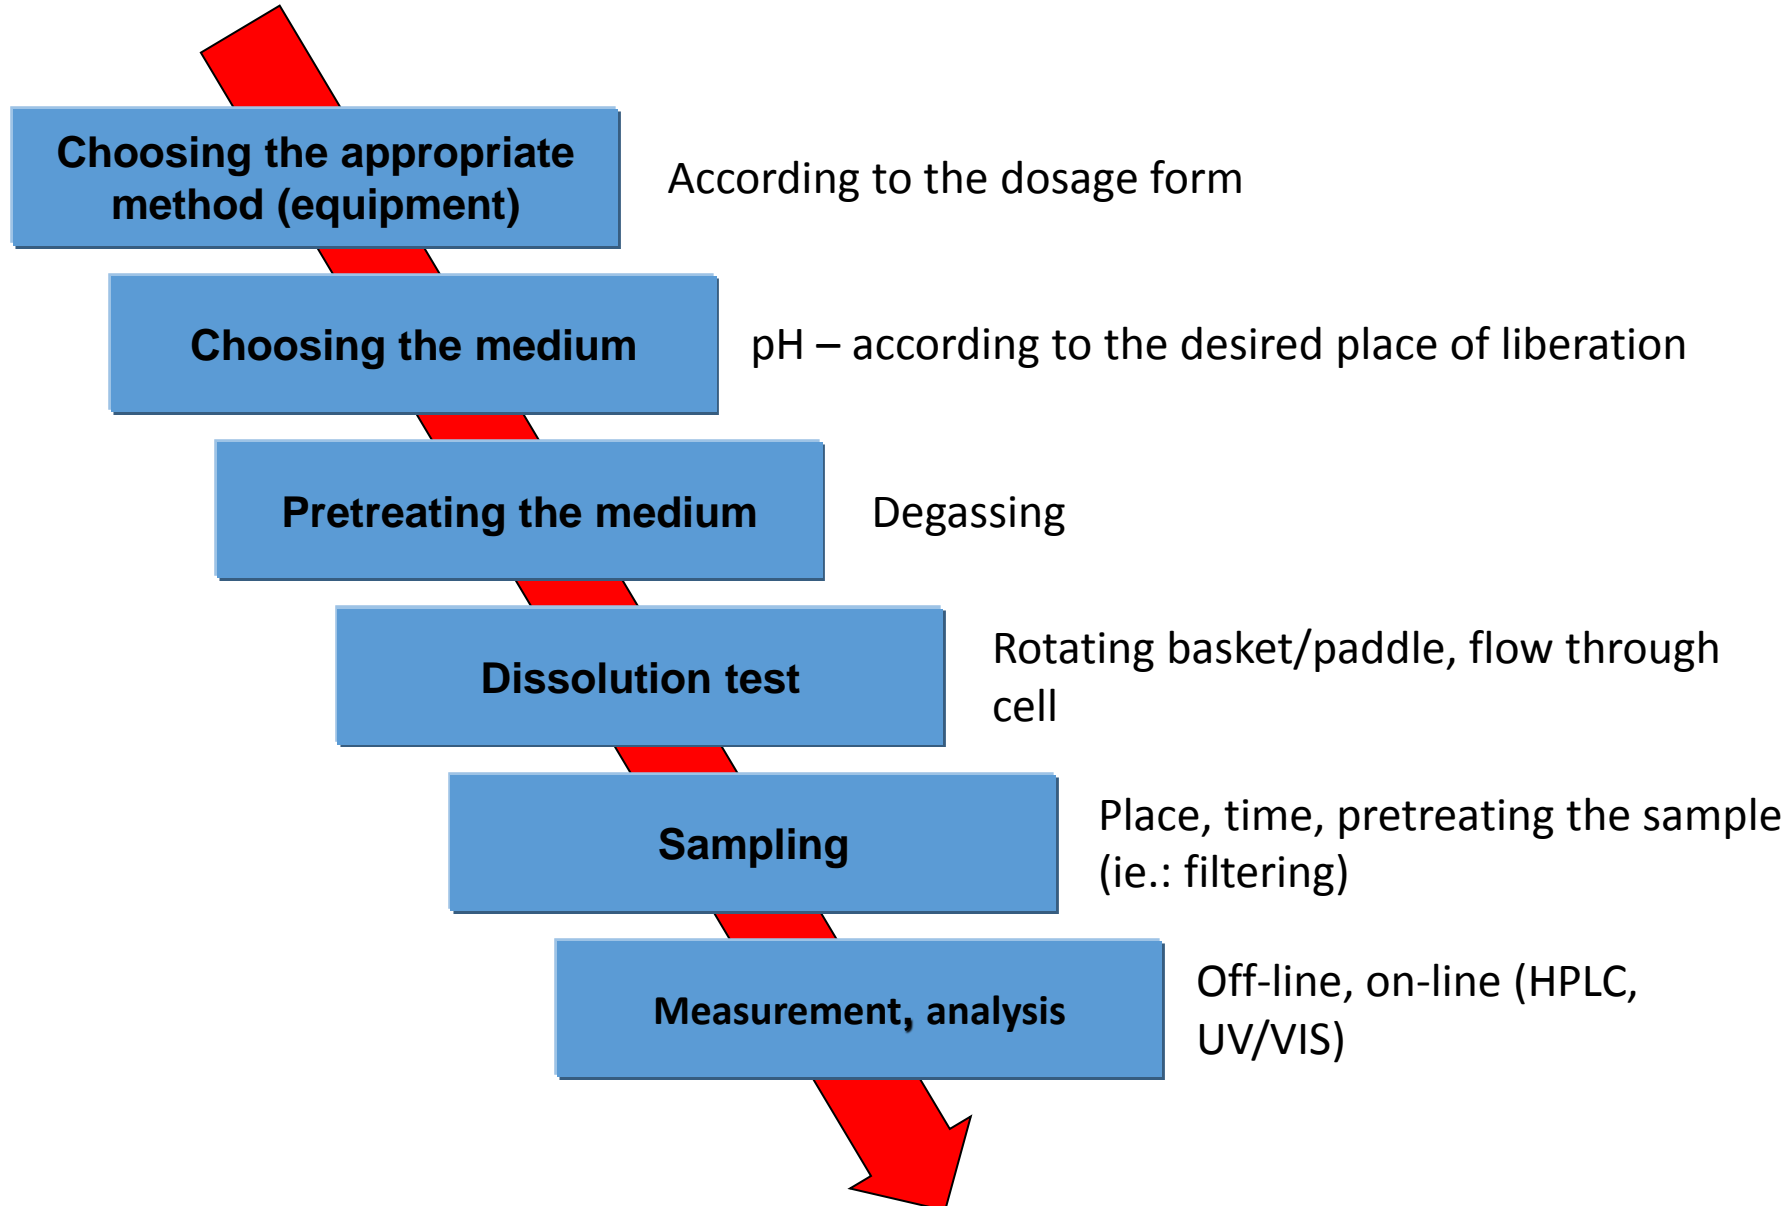 Choosing the appropriate
method (equipment)
According to the dosage form
Choosing the medium
pH – according to the desired place of liberation
Pretreating the medium
Degassing
Dissolution test
Rotating basket/paddle, flow through
cell
Sampling
Place, time, pretreating the sample
(ie.: filtering)
Measurement, analysis
Off-line, on-line (HPLC,
UV/VIS)